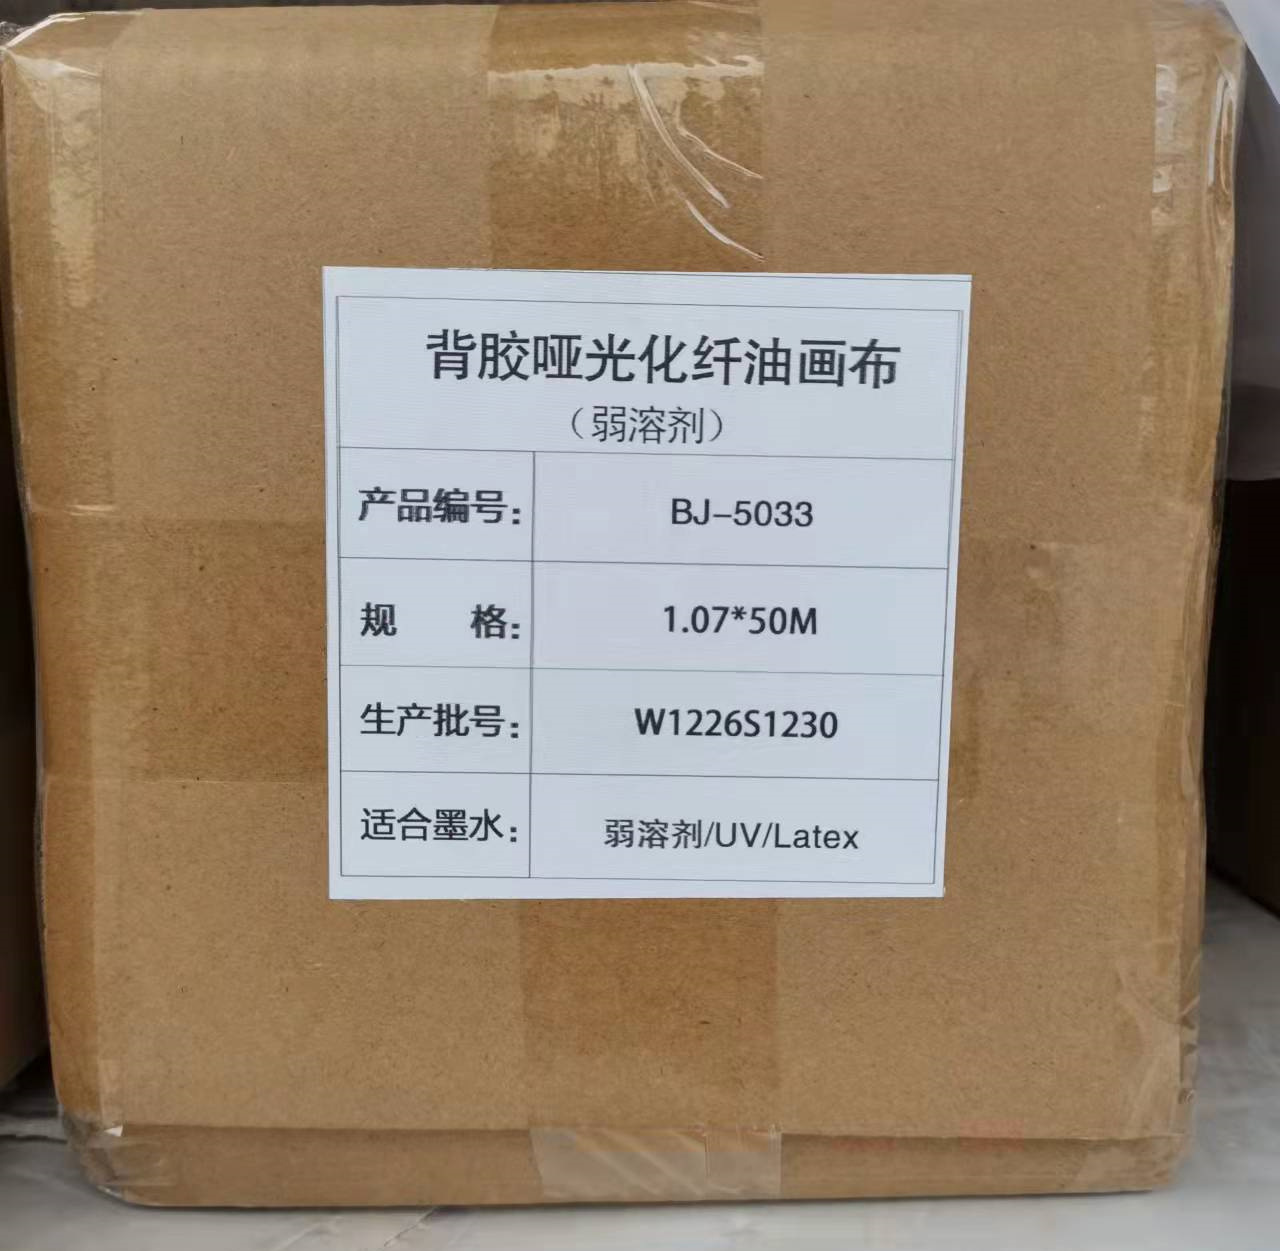 背胶哑光化纤油画布
（弱溶剂）
产品编号： BJ-5033
规 格： 1.07*50M
生产批号： W1226S1230
适合墨水： 弱溶剂/UV/Latex